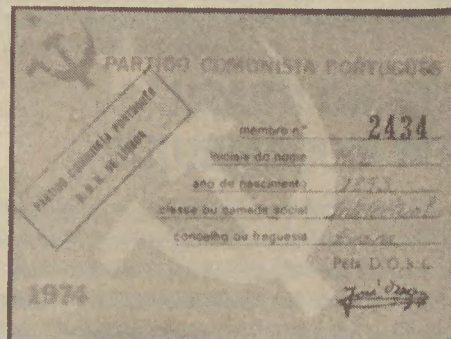 PARTIDO COMUNISTA PORTUGUÊS
PARTIDO COMUNISTA PORTUGUÊS
D.O.R. DE LISBOA
membro n.º 2434
iniciais do nome
ano de nascimento
classe ou camada social
concelho ou freguesia
Pela D.O.R.L.
1974
José